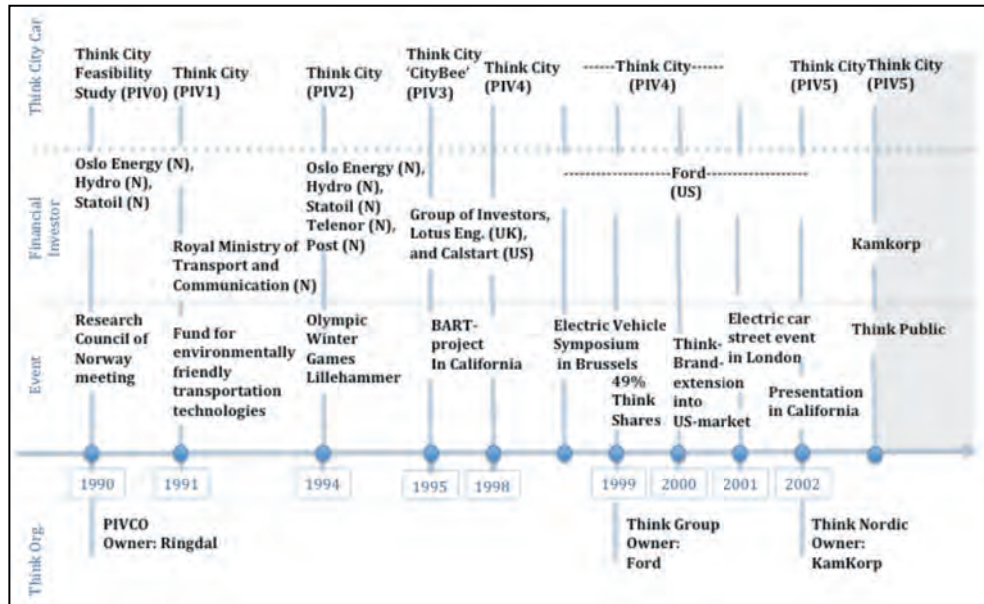 Think City Car
Think City
Feasibility
Study (PIV0)
Think City
(PIV1)
Think City
(PIV2)
Think City
‘CityBee’
(PIV3)
Think City
(PIV4)
------Think City------
(PIV4)
Think City
(PIV5)
Think City
(PIV5)
Financial
Investor
Oslo Energy (N),
Hydro (N),
Statoil (N)
Royal Ministry of
Transport and
Communication (N)
Oslo Energy (N),
Hydro (N),
Statoil (N)
Telenor (N),
Post (N)
Group of Investors,
Lotus Eng. (UK),
and Calstart (US)
------------------Ford------------------
(US)
Kamkorp
Event
Research
Council of
Norway
meeting
Fund for
environmentally
friendly
transportation
technologies
Olympic
Winter
Games
Lillehammer
BART-
project
In California
Electric Vehicle
Symposium
in Brussels
49%
Think
Shares
Think-
Brand-
extension
into
US-market
Electric car
street event
in London
Presentation
in California
Think Public
1990
1991
1994
1995
1998
1999
2000
2001
2002
Think Org.
PIVCO
Owner: Ringdal
Think Group
Owner:
Ford
Think Nordic
Owner:
KamKorp